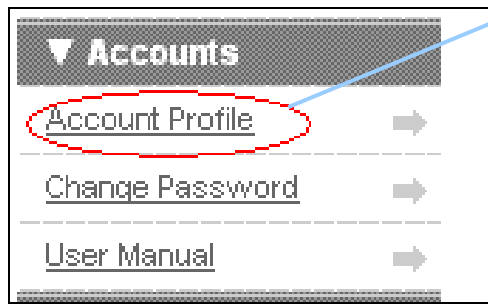 ▼ Accounts
Account Profile
Change Password
User Manual